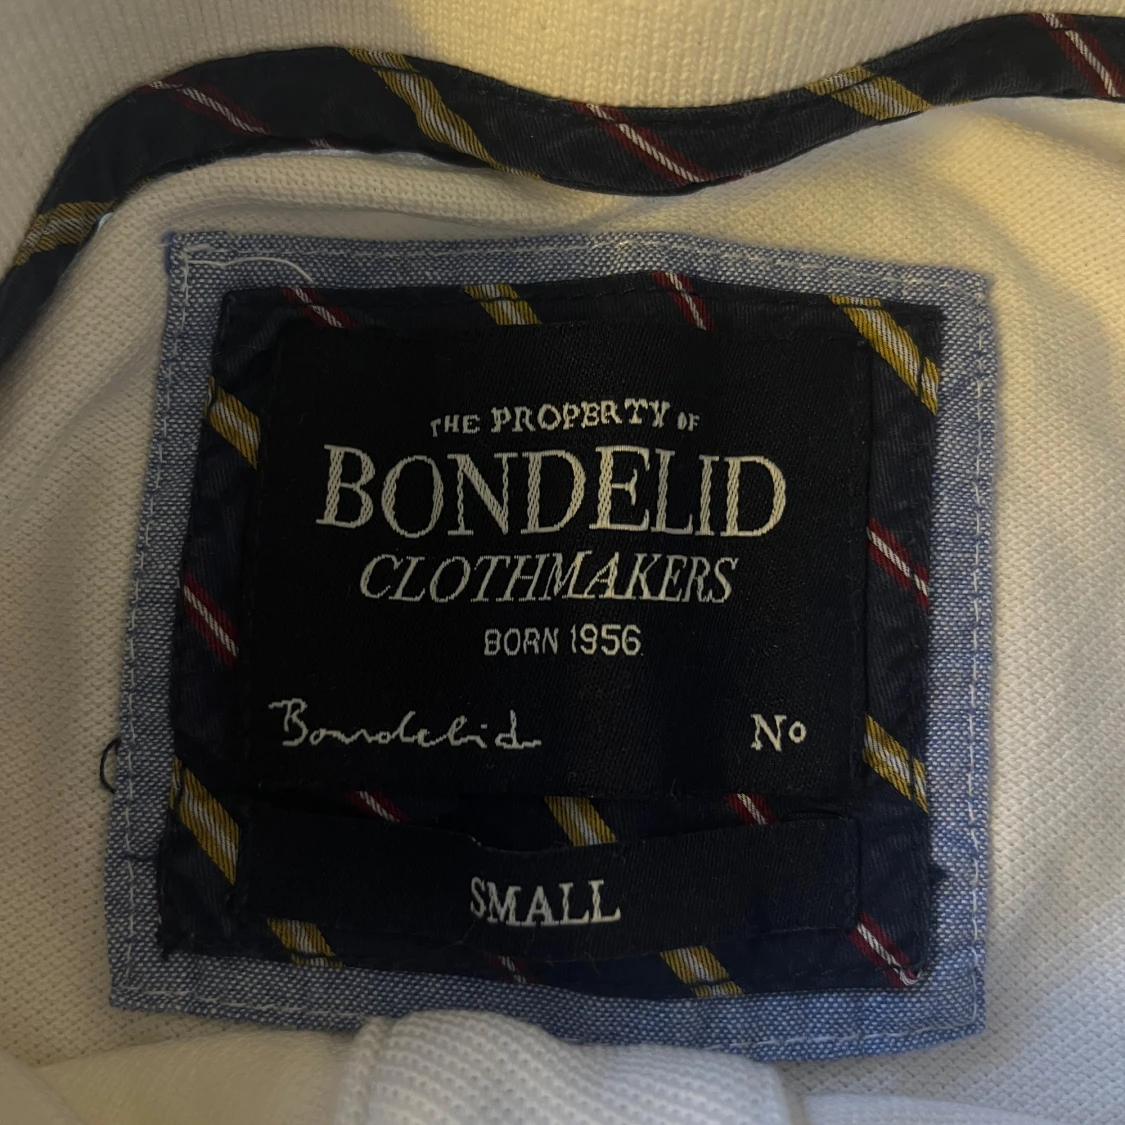 THE PROPERTY OF
BONDELID
CLOTHMAKERS
BORN 1956
Bondelid Nº
SMALL